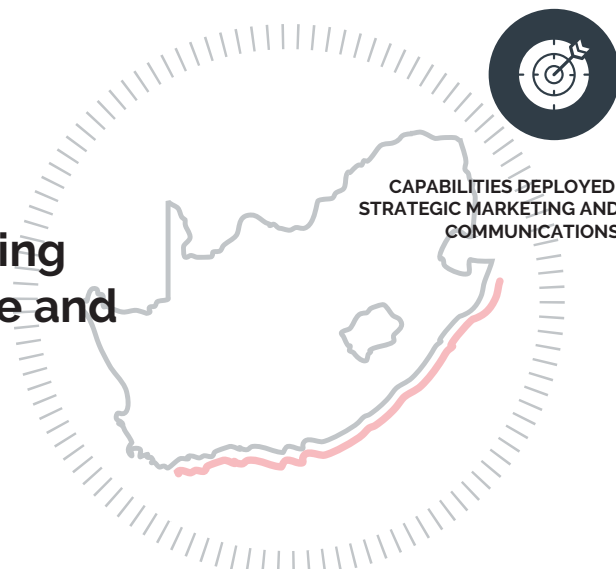 CAPABILITIES DEPLOYED
STRATEGIC MARKETING AND
COMMUNICATIONS
ing
e and